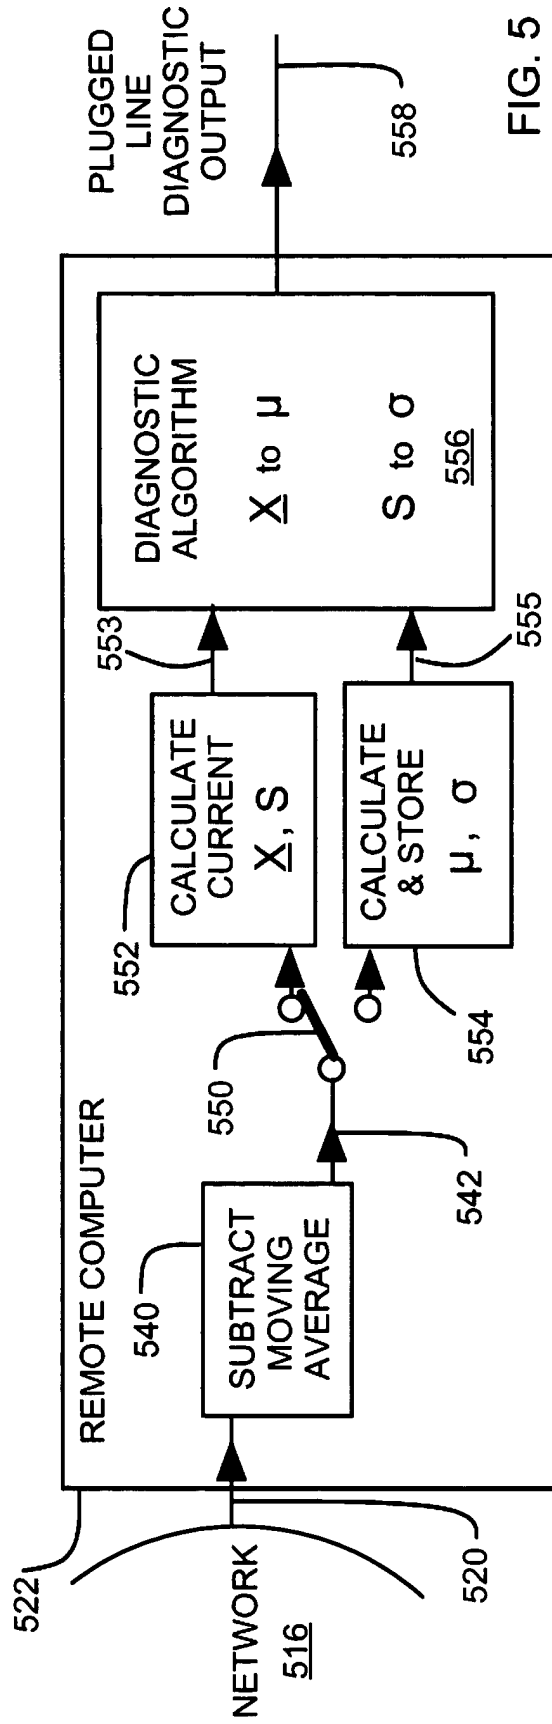 PLUGGED
LINE
DIAGNOSTIC
OUTPUT
558
FIG. 5
REMOTE COMPUTER
522
NETWORK
516
520
540
SUBTRACT
MOVING
AVERAGE
542
550
552
CALCULATE
CURRENT
X, S
553
CALCULATE
& STORE
μ, σ
554
555
DIAGNOSTIC
ALGORITHM
X to μ
S to σ
556